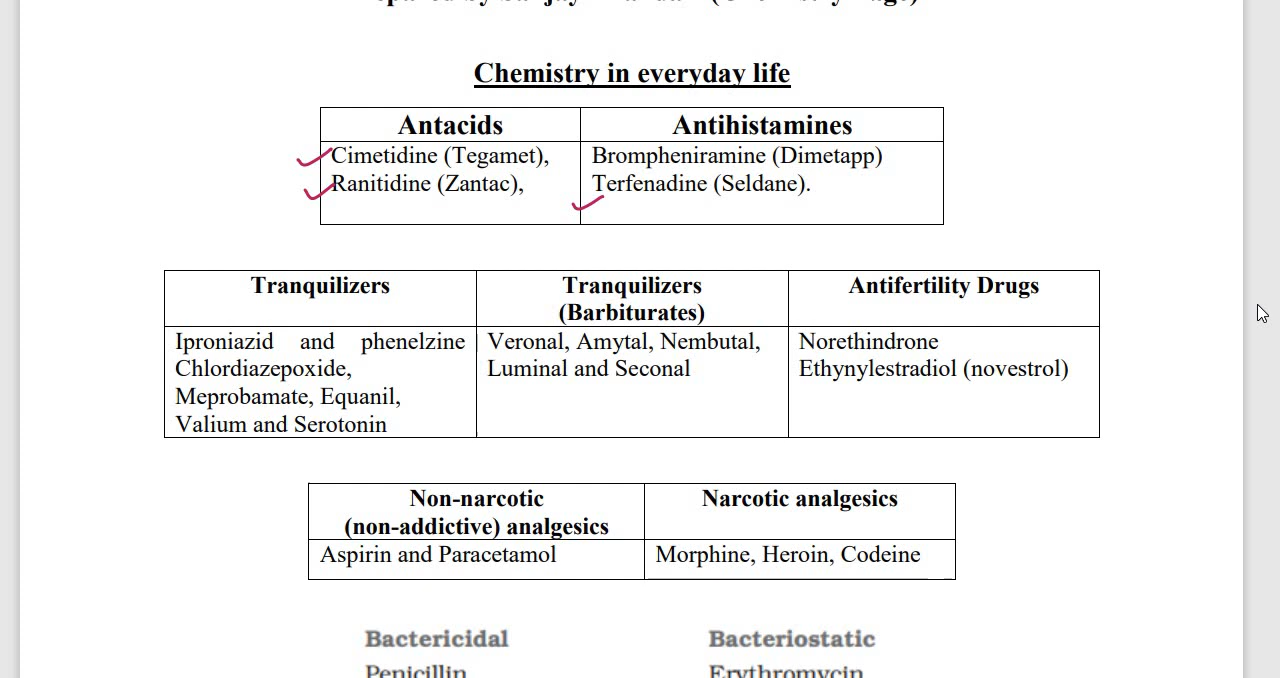 by
Chemistry in everyday life
Antacids
Antihistamines
Cimetidine (Tegamet),
Ranitidine (Zantac),
Brompheniramine (Dimetapp)
Terfenadine (Seldane).
Tranquilizers
Tranquilizers
(Barbiturates)
Antifertility Drugs
Iproniazid and phenelzine
Chlordiazepoxide,
Meprobamate, Equanil,
Valium and Serotonin
Veronal, Amytal, Nembutal,
Luminal and Seconal
Norethindrone
Ethynylestradiol (novestrol)
Non-narcotic
(non-addictive) analgesics
Narcotic analgesics
Aspirin and Paracetamol
Morphine, Heroin, Codeine
Bactericidal
Bacteriostatic
Penicillin
Erythromycin